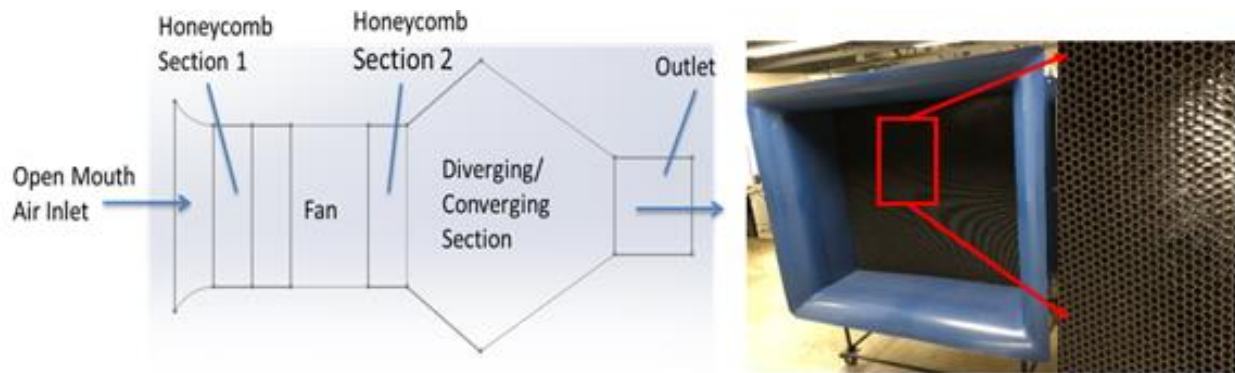 Honeycomb
Section 1
Honeycomb
Section 2
Outlet
Open Mouth
Air Inlet
Fan
Diverging/
Converging
Section